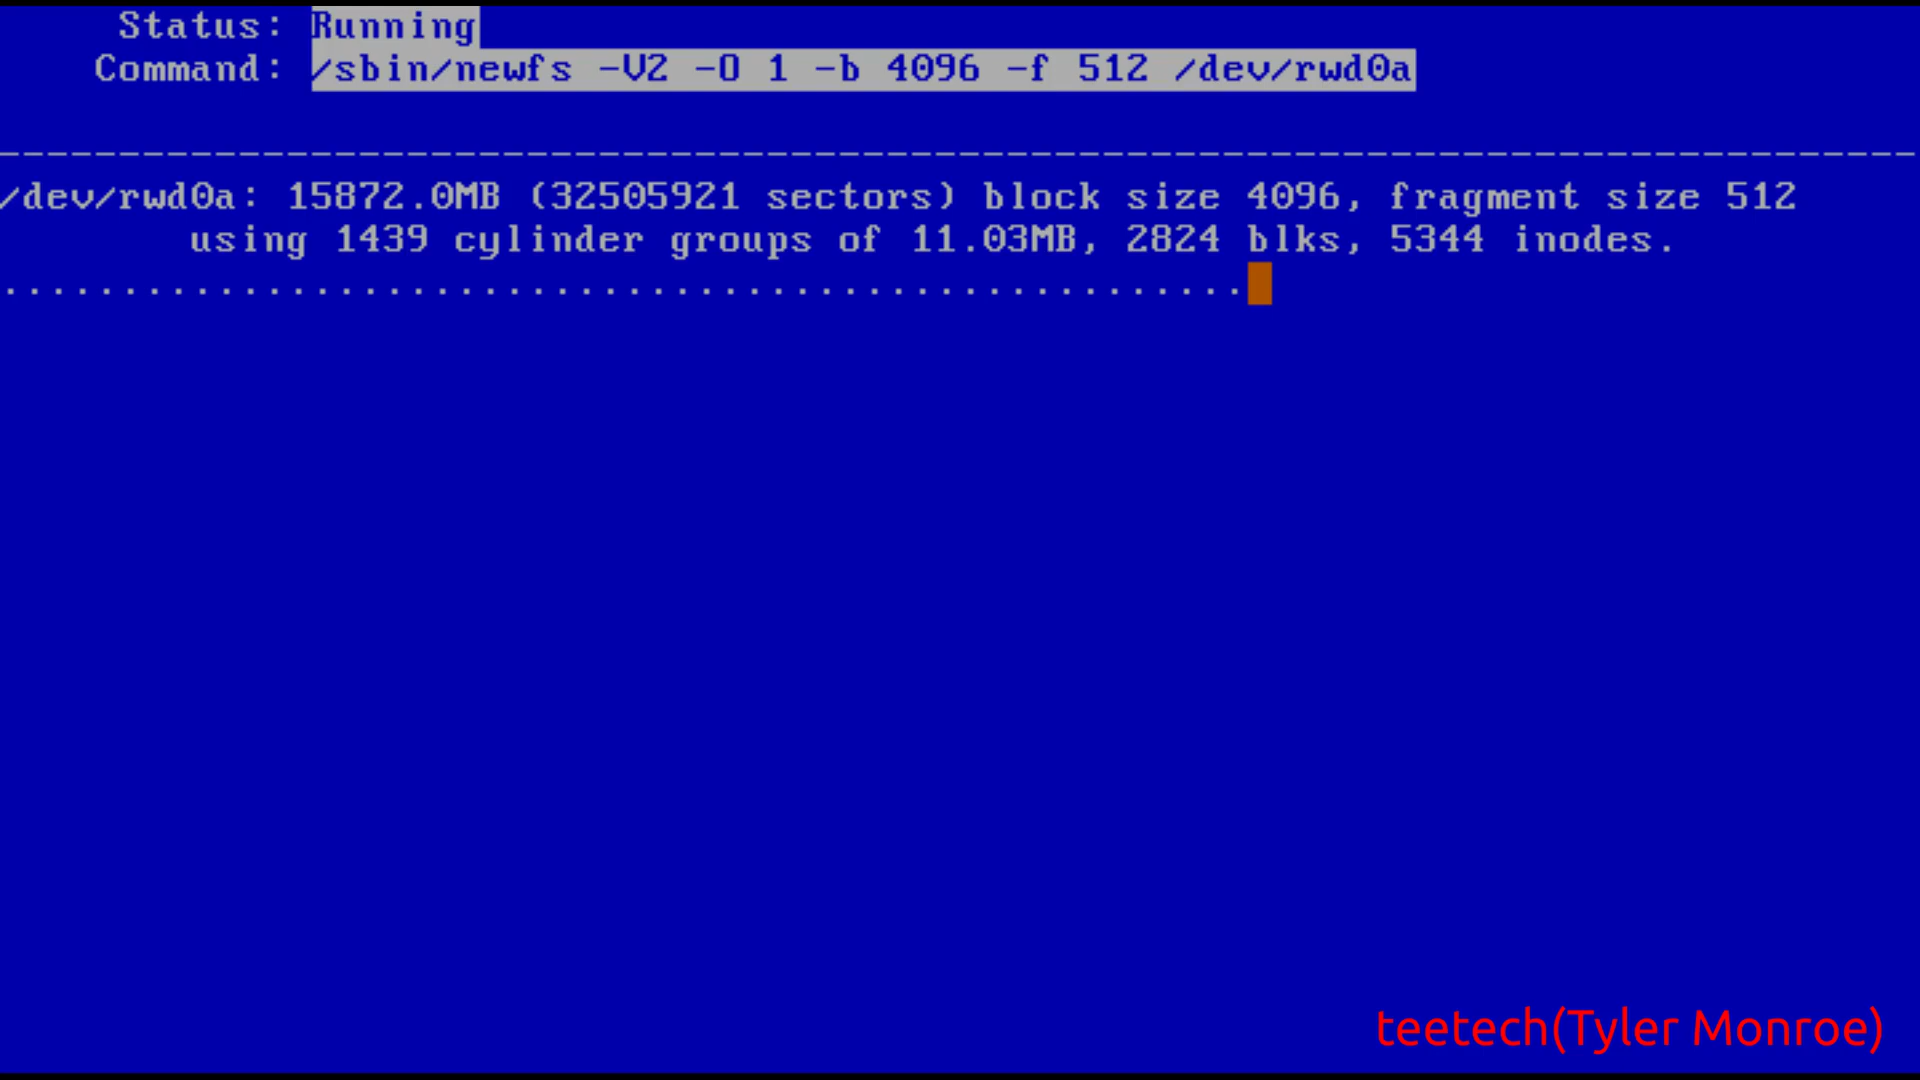 Status: Running
Command: /sbin/newfs -V2 -O 1 -b 4096 -f 512 /dev/rwd0a
--------------------------------------------------------------------------------
/dev/rwd0a: 15872.0MB (32505921 sectors) block size 4096, fragment size 512
using 1439 cylinder groups of 11.03MB, 2824 blks, 5344 inodes.
....................................................
teetech(Tyler Monroe)